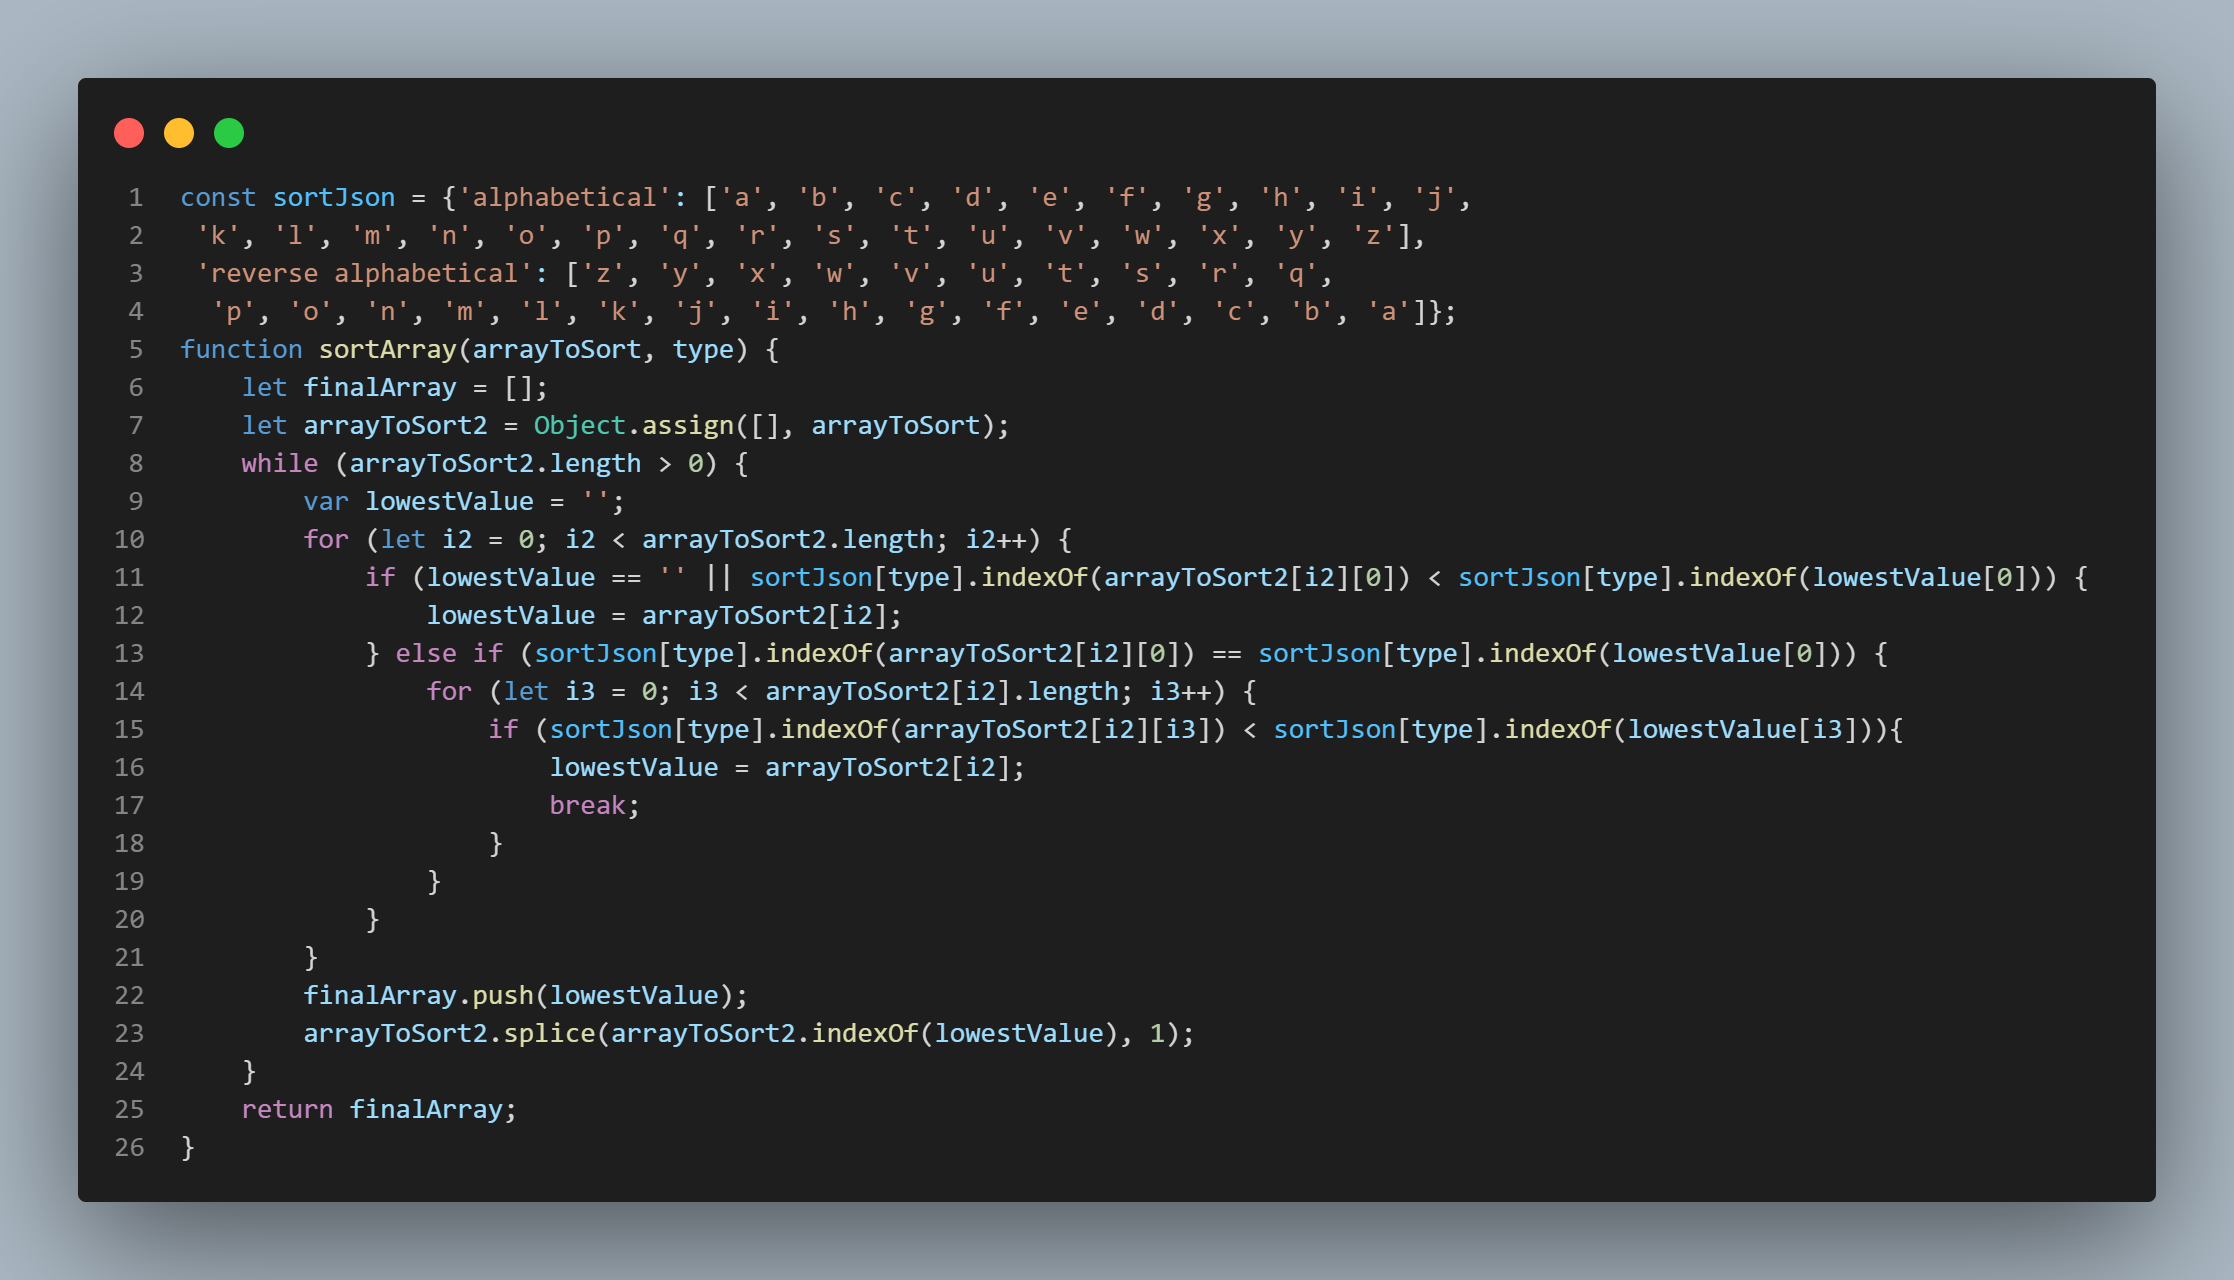 1 const sortJson = {'alphabetical': ['a', 'b', 'c', 'd', 'e', 'f', 'g', 'h', 'i', 'j',
2  'k', 'l', 'm', 'n', 'o', 'p', 'q', 'r', 's', 't', 'u', 'v', 'w', 'x', 'y', 'z'],
3  'reverse alphabetical': ['z', 'y', 'x', 'w', 'v', 'u', 't', 's', 'r', 'q',
4   'p', 'o', 'n', 'm', 'l', 'k', 'j', 'i', 'h', 'g', 'f', 'e', 'd', 'c', 'b', 'a']};
5 function sortArray(arrayToSort, type) {
6     let finalArray = [];
7     let arrayToSort2 = Object.assign([], arrayToSort);
8     while (arrayToSort2.length > 0) {
9         var lowestValue = '';
10         for (let i2 = 0; i2 < arrayToSort2.length; i2++) {
11             if (lowestValue == '' || sortJson[type].indexOf(arrayToSort2[i2][0]) < sortJson[type].indexOf(lowestValue[0])) {
12                 lowestValue = arrayToSort2[i2];
13             } else if (sortJson[type].indexOf(arrayToSort2[i2][0]) == sortJson[type].indexOf(lowestValue[0])) {
14                 for (let i3 = 0; i3 < arrayToSort2[i2].length; i3++) {
15                     if (sortJson[type].indexOf(arrayToSort2[i2][i3]) < sortJson[type].indexOf(lowestValue[i3])){
16                         lowestValue = arrayToSort2[i2];
17                         break;
18                     }
19                 }
20             }
21         }
22         finalArray.push(lowestValue);
23         arrayToSort2.splice(arrayToSort2.indexOf(lowestValue), 1);
24     }
25     return finalArray;
26 }